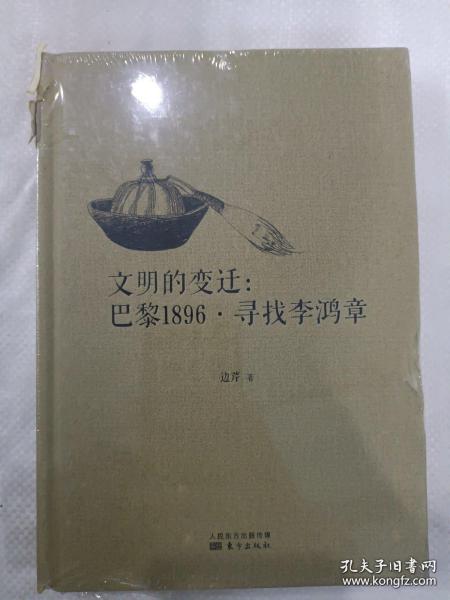 文明的变迁：
巴黎1896·寻找李鸿章
边芹 著
人民东方出版传媒
东方出版社
孔夫子旧书网
www.kongfz.com